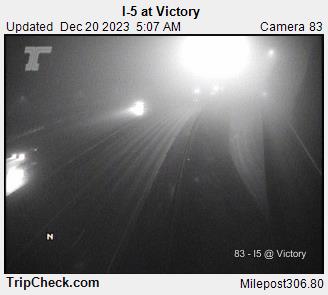 I-5 at Victory
Updated Dec 20 2023 5:07 AM Camera 83
T
N
83 - I5 @ Victory
TripCheck.com Milepost306.80